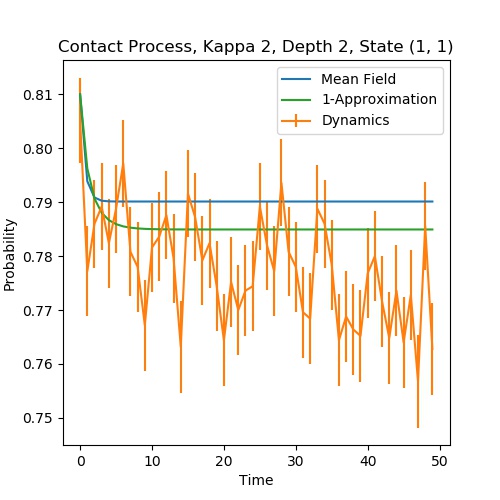 Contact Process, Kappa 2, Depth 2, State (1, 1)
Mean Field
1-Approximation
Dynamics
Probability
0.81
0.80
0.79
0.78
0.77
0.76
0.75
0 10 20 30 40 50
Time